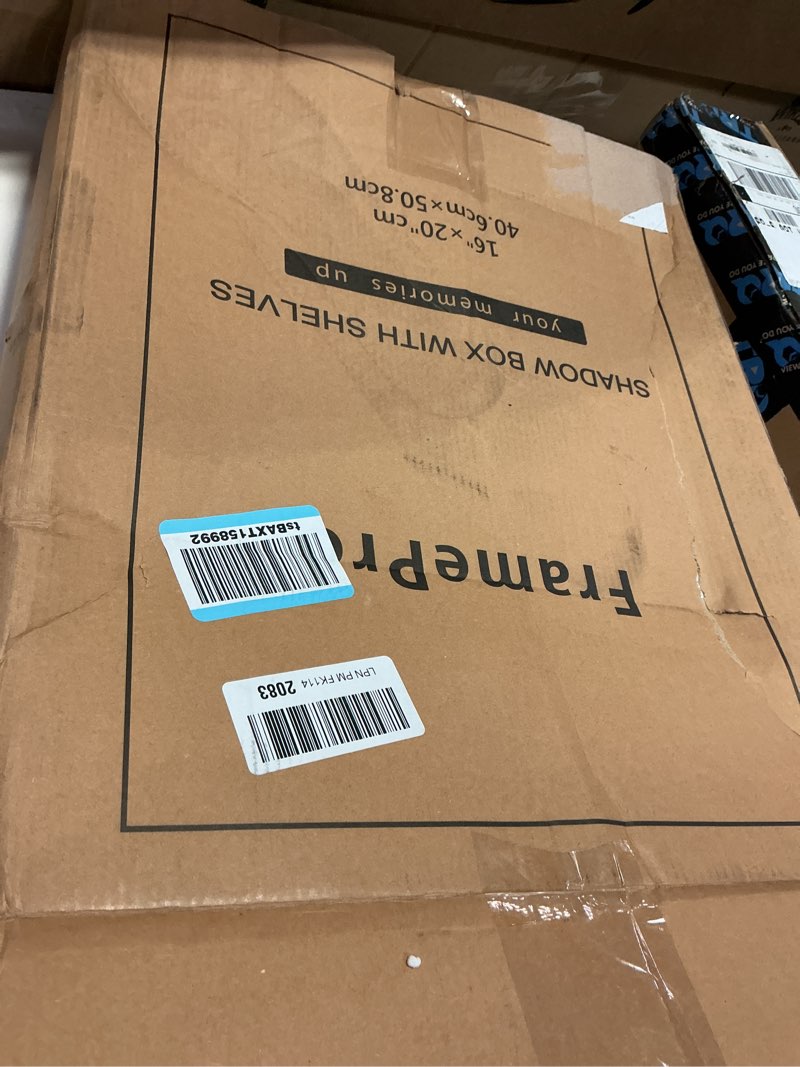 FramePro
SHADOW BOX WITH SHELVES
your memories up
16"×20"cm
40.6cm×50.8cm
tsBAXT158992
LPN PM FK114 2083